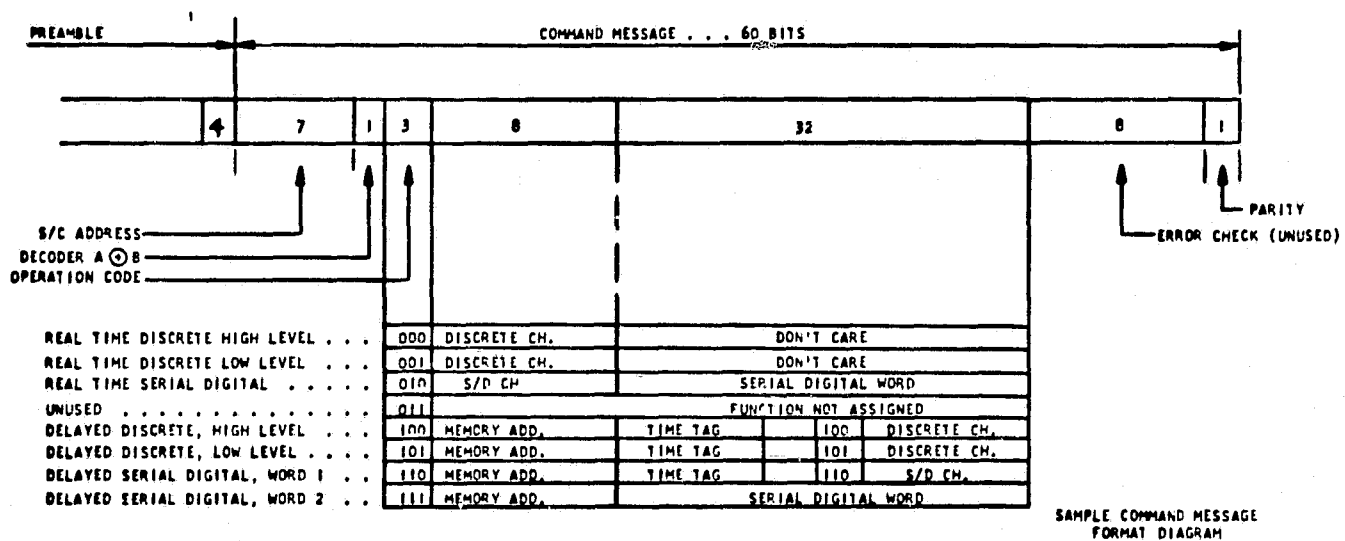 PREAMBLE
COMMAND MESSAGE . . . 60 BITS
4 7 1 3 8 32 8 1
PARITY
S/C ADDRESS
ERROR CHECK (UNUSED)
DECODER A ⊕ B
OPERATION CODE
REAL TIME DISCRETE HIGH LEVEL . . . 000 DISCRETE CH. DON'T CARE
REAL TIME DISCRETE LOW LEVEL . . . . 001 DISCRETE CH. DON'T CARE
REAL TIME SERIAL DIGITAL . . . . . 010 S/D CH SERIAL DIGITAL WORD
UNUSED . . . . . . . . . . . . . . 011 FUNCTION NOT ASSIGNED
DELAYED DISCRETE, HIGH LEVEL . . . 100 MEMORY ADD. TIME TAG 100 DISCRETE CH.
DELAYED DISCRETE, LOW LEVEL . . . . 101 MEMORY ADD. TIME TAG 101 DISCRETE CH.
DELAYED SERIAL DIGITAL, WORD 1 . . 110 MEMORY ADD. TIME TAG 110 S/D CH.
DELAYED SERIAL DIGITAL, WORD 2 . . 111 MEMORY ADD. SERIAL DIGITAL WORD
SAMPLE COMMAND MESSAGE
FORMAT DIAGRAM